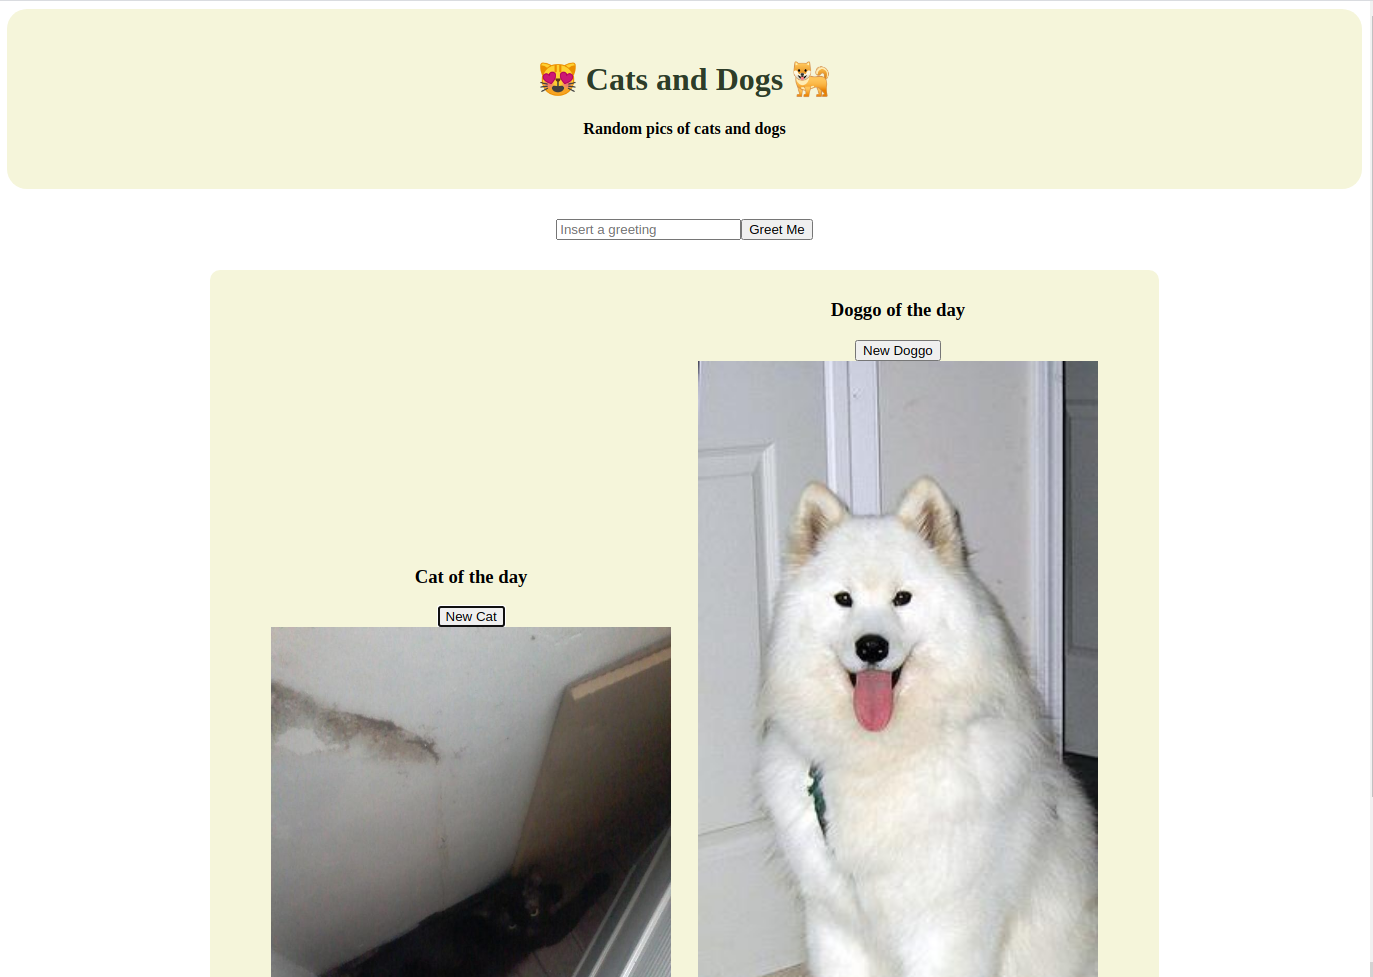 😻 Cats and Dogs 🐕
Random pics of cats and dogs
Insert a greeting
Greet Me
Doggo of the day
New Doggo
Cat of the day
New Cat